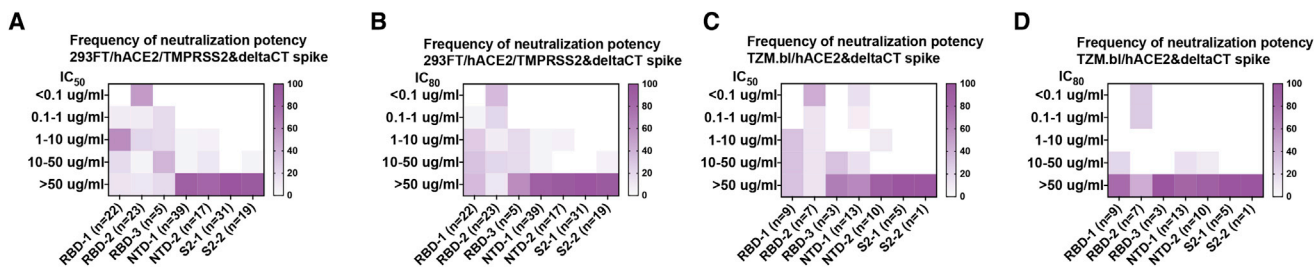 A
Frequency of neutralization potency
293FT/hACE2/TMPRSS2&deltaCT spike
IC50
<0.1 ug/ml
0.1-1 ug/ml
1-10 ug/ml
10-50 ug/ml
>50 ug/ml
100
80
60
40
20
0
RBD-1 (n=22)
RBD-2 (n=23)
RBD-3 (n=5)
NTD-1 (n=39)
NTD-2 (n=17)
S2-1 (n=31)
S2-2 (n=19)
B
Frequency of neutralization potency
293FT/hACE2/TMPRSS2&deltaCT spike
IC80
<0.1 ug/ml
0.1-1 ug/ml
1-10 ug/ml
10-50 ug/ml
>50 ug/ml
100
80
60
40
20
0
RBD-1 (n=22)
RBD-2 (n=23)
RBD-3 (n=5)
NTD-1 (n=39)
NTD-2 (n=17)
S2-1 (n=31)
S2-2 (n=19)
C
Frequency of neutralization potency
TZM.bl/hACE2&deltaCT spike
IC50
<0.1 ug/ml
0.1-1 ug/ml
1-10 ug/ml
10-50 ug/ml
>50 ug/ml
100
80
60
40
20
0
RBD-1 (n=9)
RBD-2 (n=7)
RBD-3 (n=3)
NTD-1 (n=13)
NTD-2 (n=10)
S2-1 (n=5)
S2-2 (n=1)
D
Frequency of neutralization potency
TZM.bl/hACE2&deltaCT spike
IC80
<0.1 ug/ml
0.1-1 ug/ml
1-10 ug/ml
10-50 ug/ml
>50 ug/ml
100
80
60
40
20
0
RBD-1 (n=9)
RBD-2 (n=7)
RBD-3 (n=3)
NTD-1 (n=13)
NTD-2 (n=10)
S2-1 (n=5)
S2-2 (n=1)